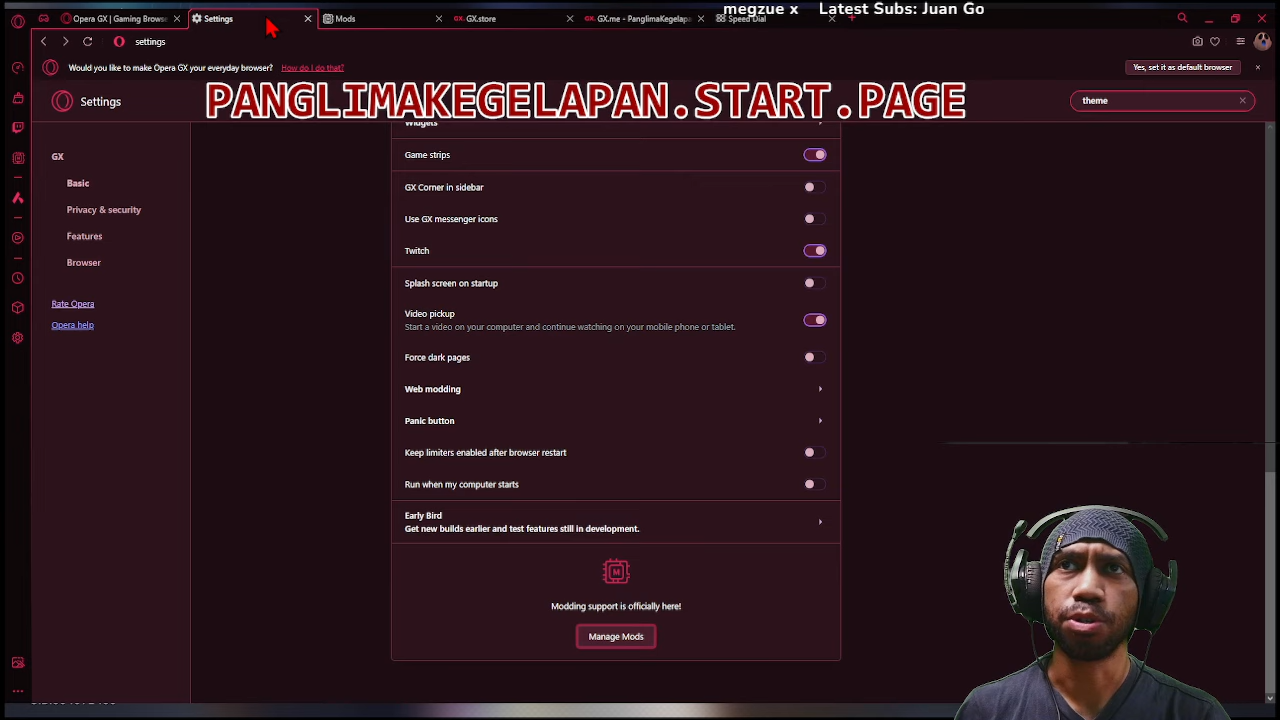 megzue x Latest Subs: Juan Go
Opera GX | Gaming Browse
Settings
Mods
GX.store
GX.me - PanglimaKegelapa
Speed Dial
settings
Would you like to make Opera GX your everyday browser? How do I do that?
Yes, set it as default browser
Settings
PANGLIMAKEGELAPAN.START.PAGE
theme
GX
Basic
Privacy & security
Features
Browser
Rate Opera
Opera help
Widgets
Game strips
GX Corner in sidebar
Use GX messenger icons
Twitch
Splash screen on startup
Video pickup
Start a video on your computer and continue watching on your mobile phone or tablet.
Force dark pages
Web modding
Panic button
Keep limiters enabled after browser restart
Run when my computer starts
Early Bird
Get new builds earlier and test features still in development.
M
Modding support is officially here!
Manage Mods